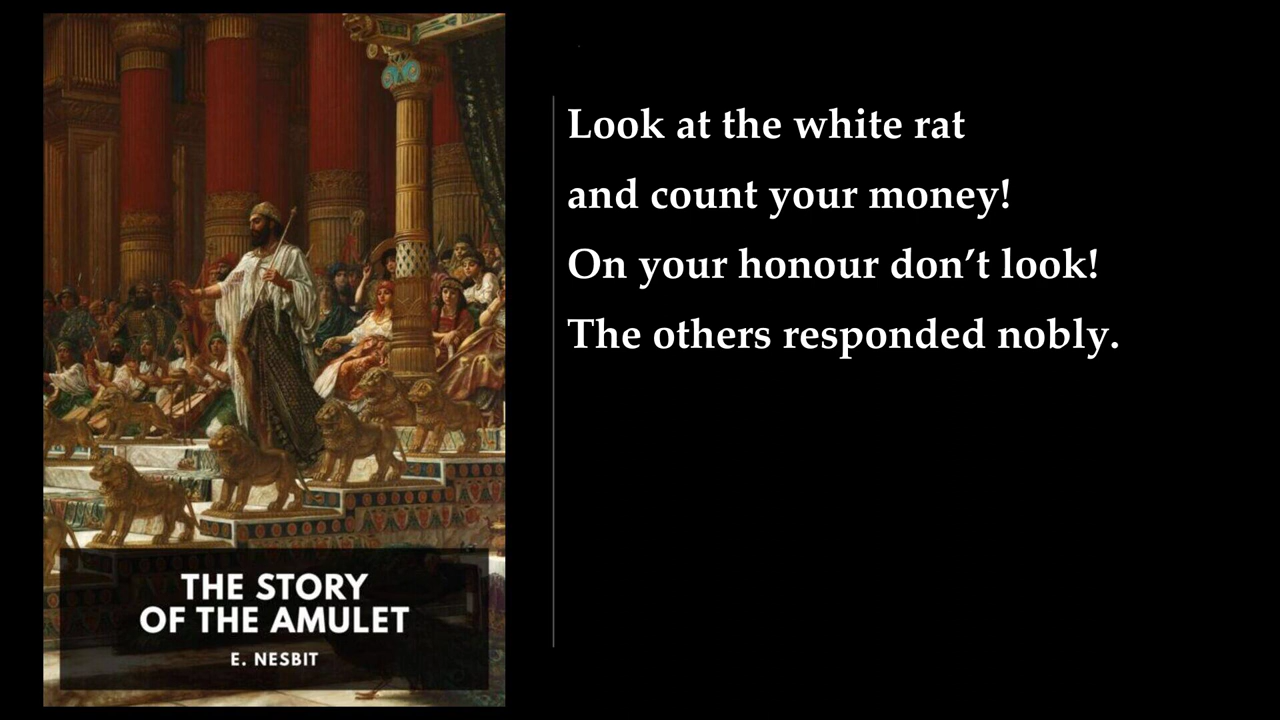 Look at the white rat
and count your money!
On your honour don’t look!
The others responded nobly.
THE STORY
OF THE AMULET
E. NESBIT